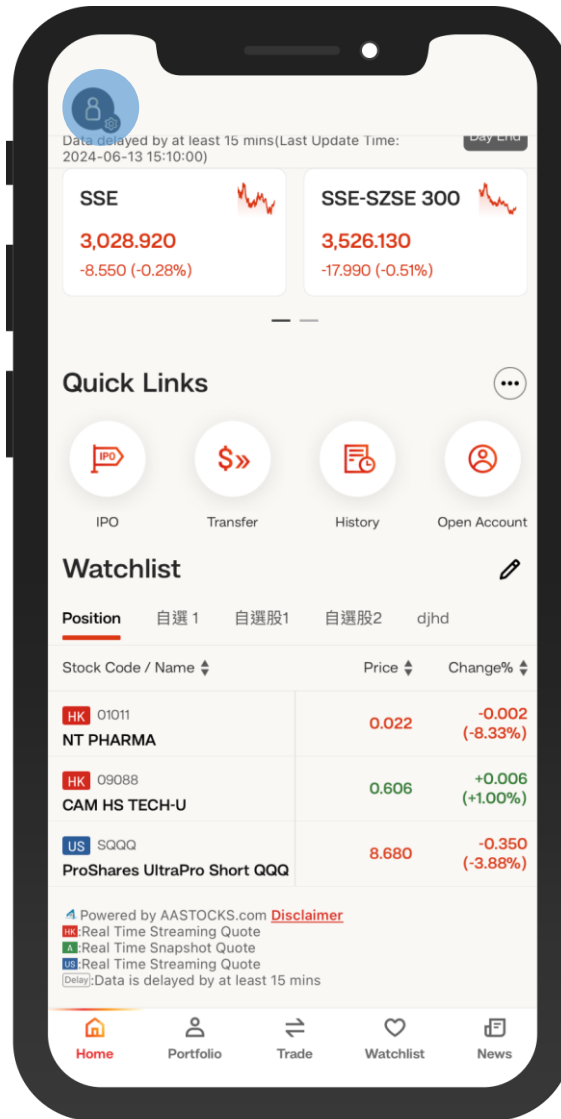 Data delayed by at least 15 mins(Last Update Time:
2024-06-13 15:10:00)
Day End
SSE
3,028.920
-8.550 (-0.28%)
SSE-SZSE 300
3,526.130
-17.990 (-0.51%)
Quick Links
IPO
IPO
Transfer
History
Open Account
Watchlist
Position 自選 1 自選股1 自選股2 djhd
Stock Code / Name Price Change%
HK 01011
NT PHARMA
0.022
-0.002
(-8.33%)
HK 09088
CAM HS TECH-U
0.606
+0.006
(+1.00%)
US SQQQ
ProShares UltraPro Short QQQ
8.680
-0.350
(-3.88%)
Powered by AASTOCKS.com Disclaimer
HK:Real Time Streaming Quote
A:Real Time Snapshot Quote
US:Real Time Streaming Quote
Delay:Data is delayed by at least 15 mins
Home Portfolio Trade Watchlist News